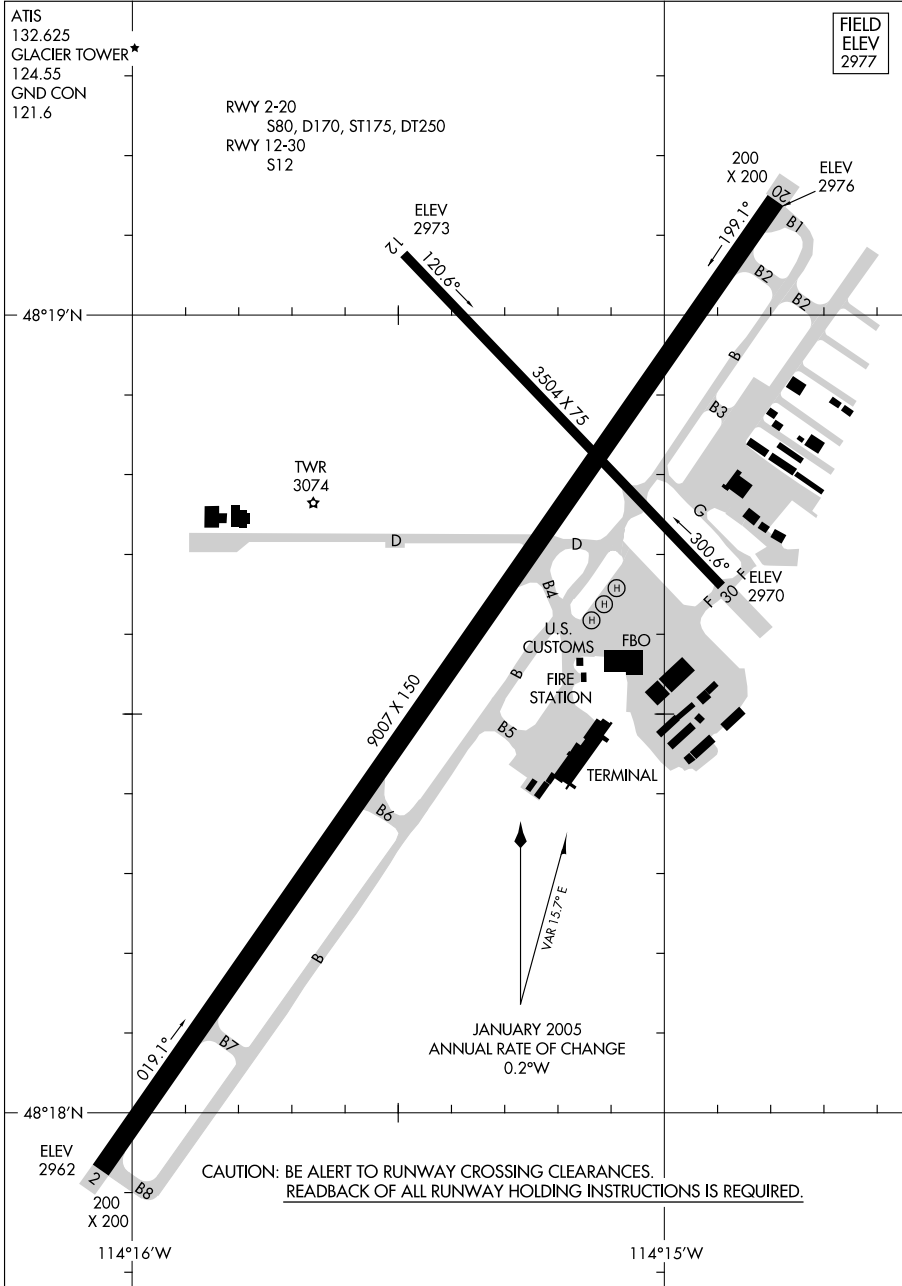 ATIS
132.625
GLACIER TOWER
124.55
GND CON
121.6
FIELD
ELEV
2977
RWY 2-20
S80, D170, ST175, DT250
RWY 12-30
S12
200
X 200
ELEV
2976
20
ELEV
2973
12
120.6°
199.1°
B1
B2
B2
48°19'N
B
3504 X 75
B3
TWR
3074
G
D
D
300.6°
F
F
30
ELEV
2970
B4
H
H
H
U.S.
CUSTOMS
FBO
FIRE
STATION
B
9007 X 150
B5
TERMINAL
B6
VAR 15.7° E
B
JANUARY 2005
ANNUAL RATE OF CHANGE
0.2°W
019.1°
B7
48°18'N
ELEV
2962
2
B8
200
X 200
CAUTION: BE ALERT TO RUNWAY CROSSING CLEARANCES.
READBACK OF ALL RUNWAY HOLDING INSTRUCTIONS IS REQUIRED.
114°16'W
114°15'W